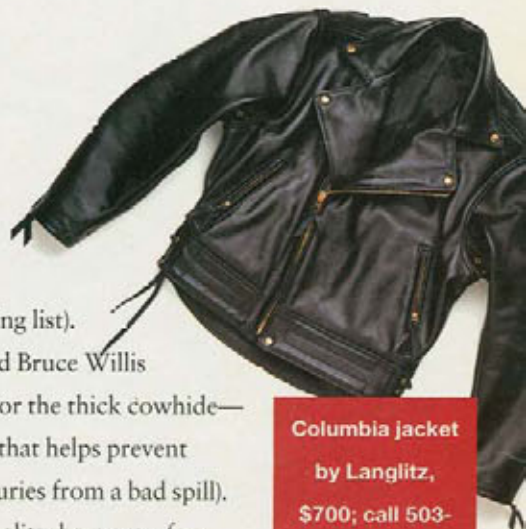 ng list).
d Bruce Willis
or the thick cowhide—
that helps prevent
uries from a bad spill).
Columbia jacket
by Langlitz,
$700; call 503-